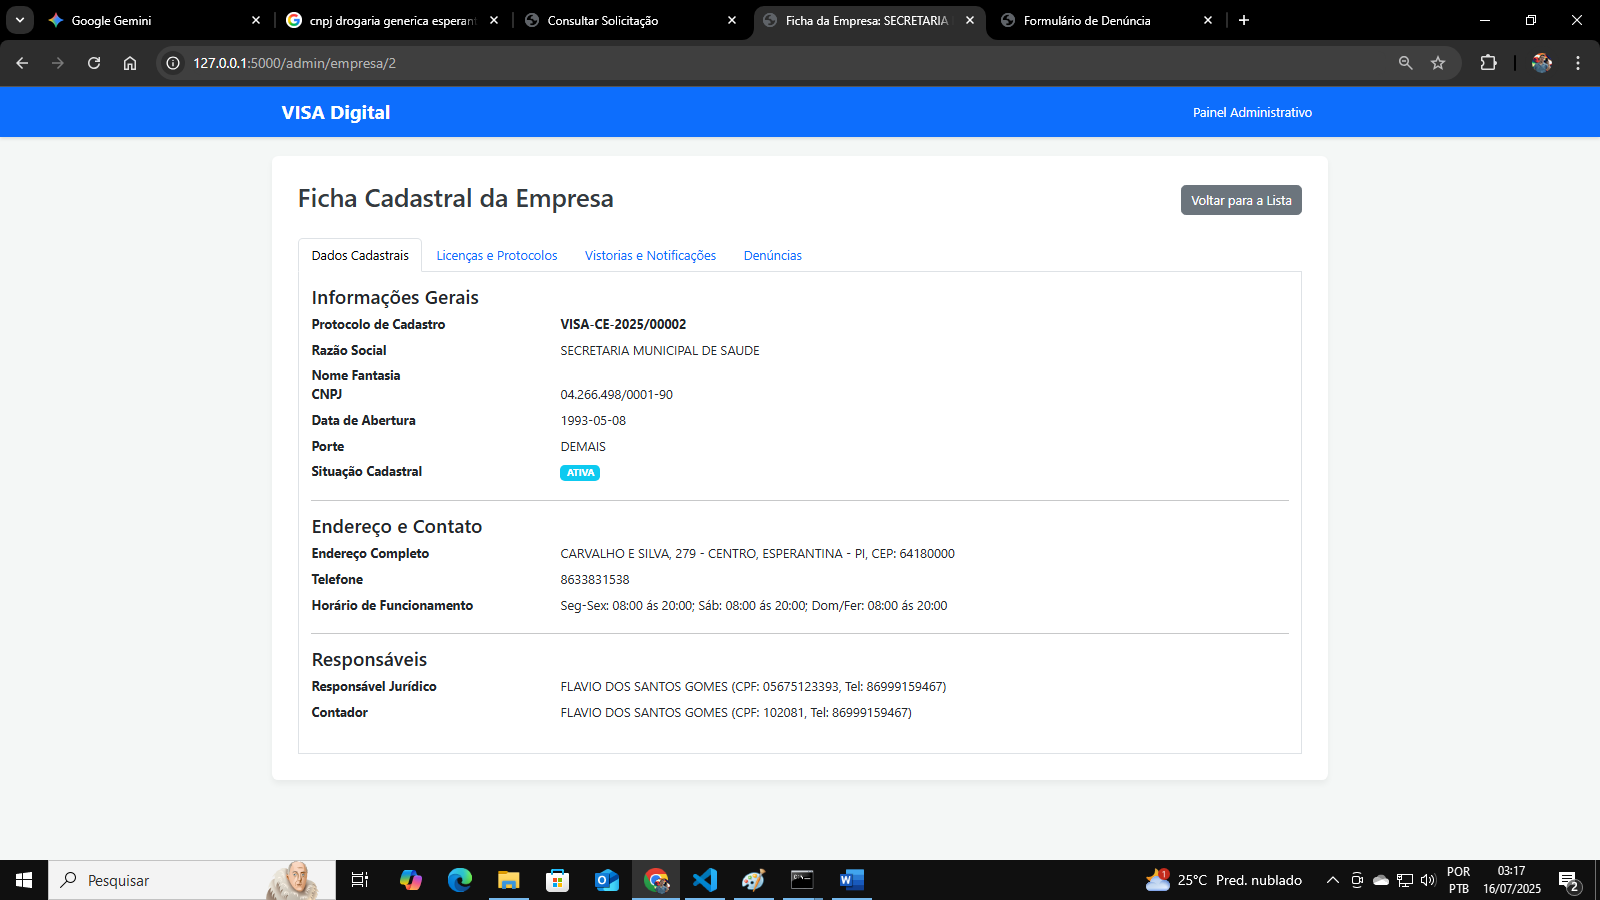 Google Gemini
cnpj drogaria generica esperant
Consultar Solicitação
Ficha da Empresa: SECRETARIA
Formulário de Denúncia
127.0.0.1:5000/admin/empresa/2
VISA Digital
Painel Administrativo
Ficha Cadastral da Empresa
Voltar para a Lista
Dados Cadastrais
Licenças e Protocolos
Vistorias e Notificações
Denúncias
Informações Gerais
Protocolo de Cadastro VISA-CE-2025/00002
Razão Social SECRETARIA MUNICIPAL DE SAUDE
Nome Fantasia
CNPJ 04.266.498/0001-90
Data de Abertura 1993-05-08
Porte DEMAIS
Situação Cadastral ATIVA
Endereço e Contato
Endereço Completo CARVALHO E SILVA, 279 - CENTRO, ESPERANTINA - PI, CEP: 64180000
Telefone 8633831538
Horário de Funcionamento Seg-Sex: 08:00 ás 20:00; Sáb: 08:00 ás 20:00; Dom/Fer: 08:00 ás 20:00
Responsáveis
Responsável Jurídico FLAVIO DOS SANTOS GOMES (CPF: 05675123393, Tel: 86999159467)
Contador FLAVIO DOS SANTOS GOMES (CPF: 102081, Tel: 86999159467)
Pesquisar
1
25°C Pred. nublado
POR
PTB
03:17
16/07/2025
2